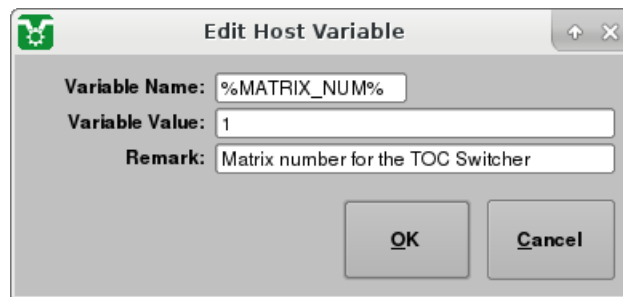 Edit Host Variable
Variable Name: %MATRIX_NUM%
Variable Value: 1
Remark: Matrix number for the TOC Switcher
OK Cancel